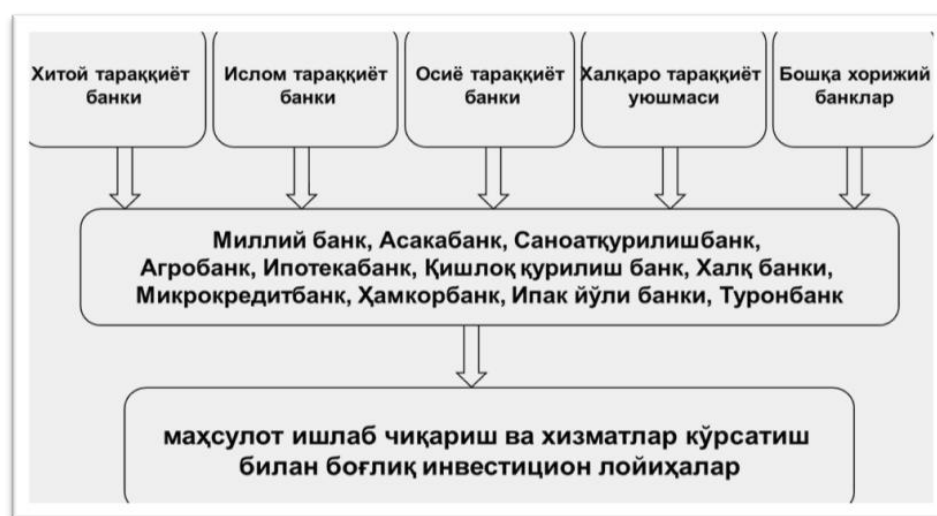 Хитой тараққиёт
банки
Ислом тараққиёт
банки
Осиё тараққиёт
банки
Халқаро тараққиёт
уюшмаси
Бошқа хорижий
банклар
Миллий банк, Асакабанк, Саноатқурилишбанк,
Агробанк, Ипотекабанк, Қишлоқ қурилиш банк, Халқ банки,
Микрокредитбанк, Ҳамкорбанк, Ипак йўли банки, Туронбанк
маҳсулот ишлаб чиқариш ва хизматлар кўрсатиш
билан боғлиқ инвестицион лойиҳалар